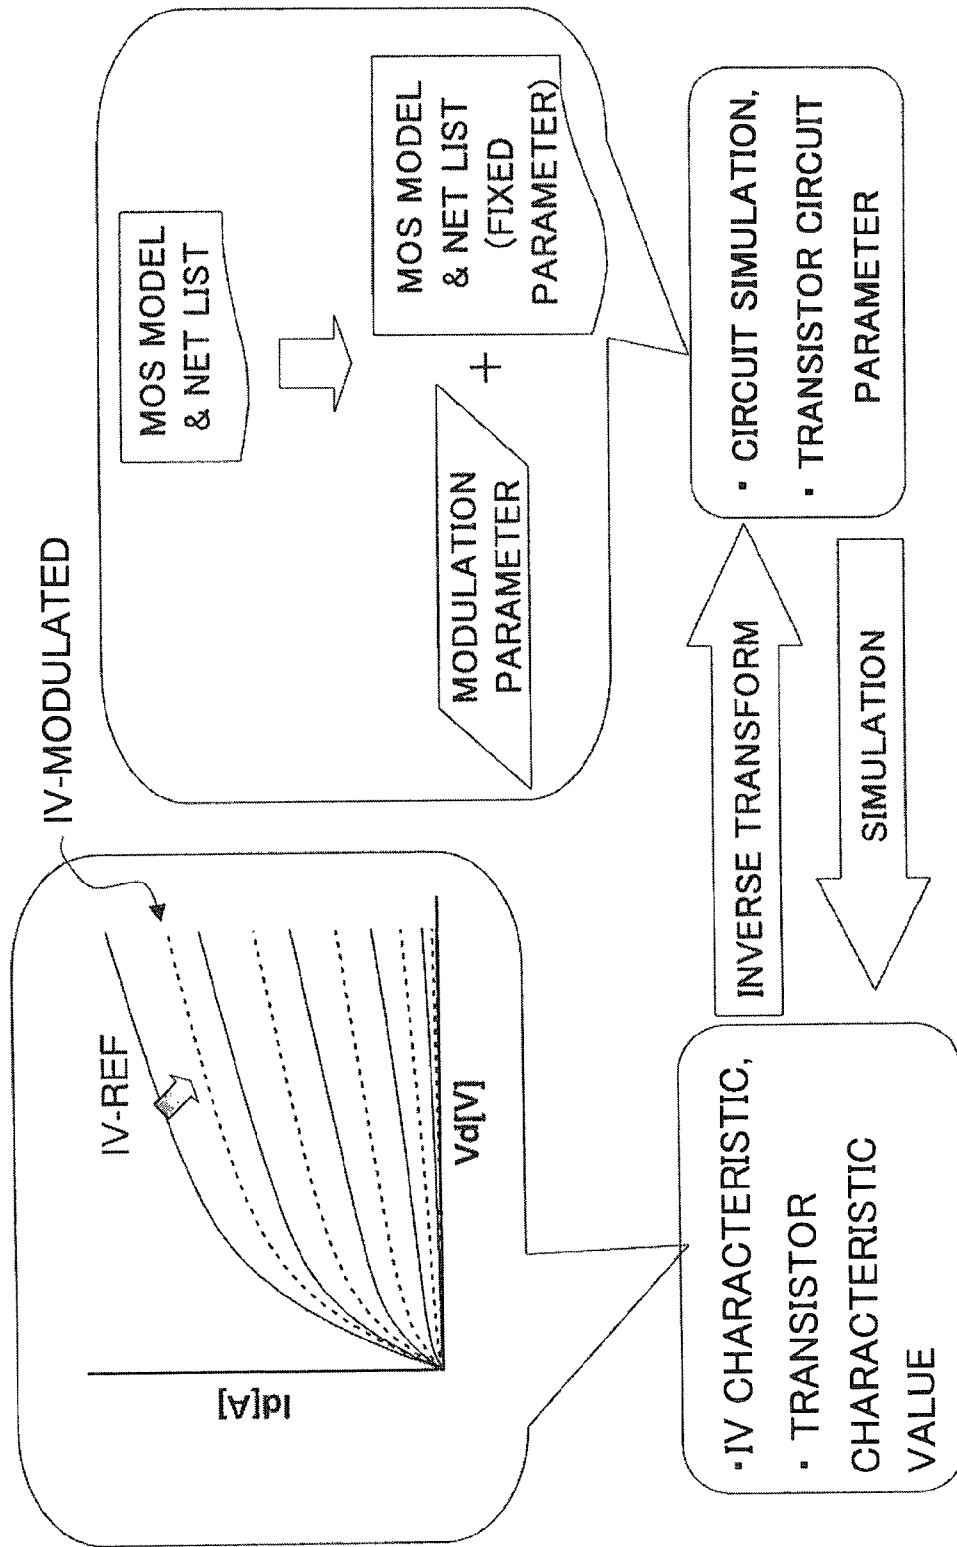 IV-MODULATED
IV-REF
Id[A]
Vd[V]
MOS MODEL
& NET LIST
MODULATION
PARAMETER
+
MOS MODEL
& NET LIST
(FIXED
PARAMETER)
·IV CHARACTERISTIC,
· TRANSISTOR
CHARACTERISTIC
VALUE
INVERSE TRANSFORM
SIMULATION
· CIRCUIT SIMULATION,
· TRANSISTOR CIRCUIT
PARAMETER